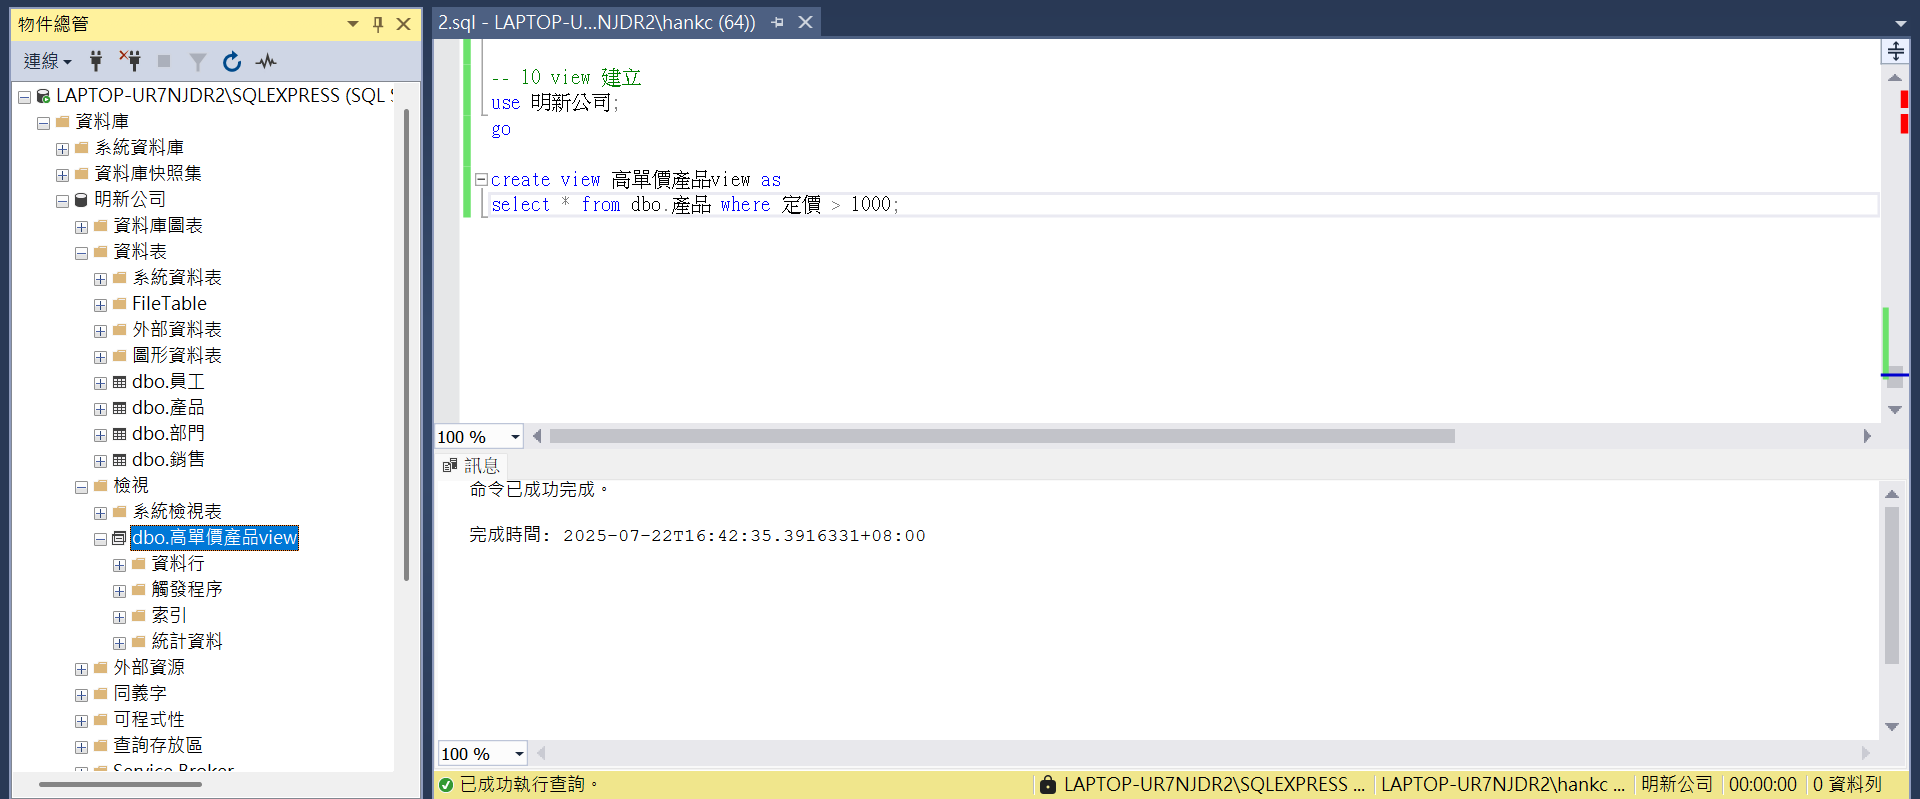 物件總管
連線
LAPTOP-UR7NJDR2\SQLEXPRESS (SQL S
資料庫
系統資料庫
資料庫快照集
明新公司
資料庫圖表
資料表
系統資料表
FileTable
外部資料表
圖形資料表
dbo.員工
dbo.產品
dbo.部門
dbo.銷售
檢視
系統檢視表
dbo.高單價產品view
資料行
觸發程序
索引
統計資料
外部資源
同義字
可程式性
查詢存放區
Service Broker
2.sql - LAPTOP-U...NJDR2\hankc (64))
-- 10 view 建立
use 明新公司;
go
create view 高單價產品view as
select * from dbo.產品 where 定價 > 1000;
100 %
訊息
命令已成功完成。
完成時間: 2025-07-22T16:42:35.3916331+08:00
100 %
已成功執行查詢。
LAPTOP-UR7NJDR2\SQLEXPRESS ...
LAPTOP-UR7NJDR2\hankc ...
明新公司
00:00:00
0 資料列